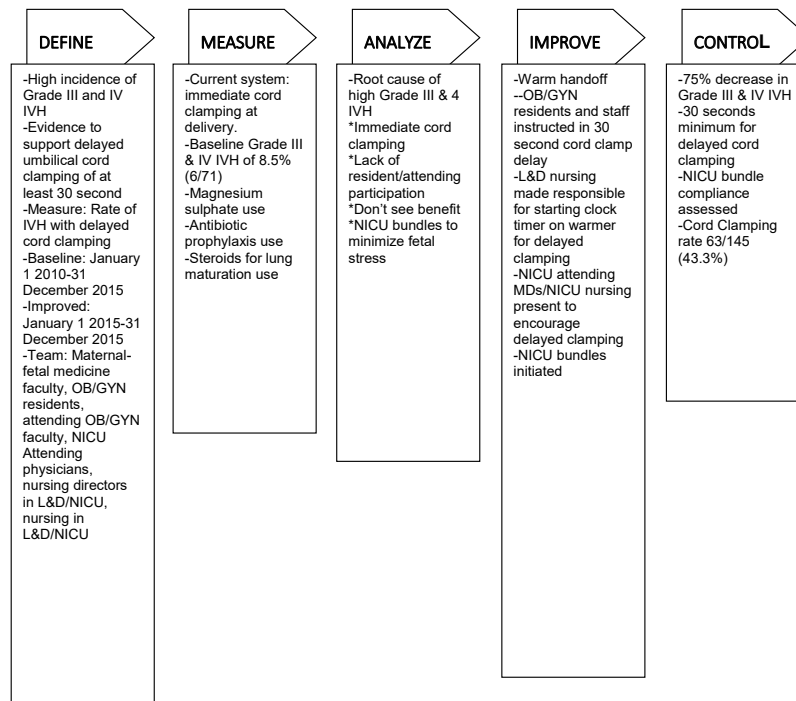 DEFINE
-High incidence of
Grade III and IV
IVH
-Evidence to
support delayed
umbilical cord
clamping of at
least 30 second
-Measure: Rate of
IVH with delayed
cord clamping
-Baseline: January
1 2010-31
December 2015
-Improved:
January 1 2015-31
December 2015
-Team: Maternal-
fetal medicine
faculty, OB/GYN
residents,
attending OB/GYN
faculty, NICU
Attending
physicians,
nursing directors
in L&D/NICU,
nursing in
L&D/NICU
MEASURE
-Current system:
immediate cord
clamping at
delivery.
-Baseline Grade III
& IV IVH of 8.5%
(6/71)
-Magnesium
sulphate use
-Antibiotic
prophylaxis use
-Steroids for lung
maturation use
ANALYZE
-Root cause of
high Grade III & 4
IVH
*Immediate cord
clamping
*Lack of
resident/attending
participation
*Don't see benefit
*NICU bundles to
minimize fetal
stress
IMPROVE
-Warm handoff
--OB/GYN
residents and staff
instructed in 30
second cord clamp
delay
-L&D nursing
made responsible
for starting clock
timer on warmer
for delayed
clamping
-NICU attending
MDs/NICU nursing
present to
encourage
delayed clamping
-NICU bundles
initiated
CONTROL
-75% decrease in
Grade III & IV IVH
-30 seconds
minimum for
delayed cord
clamping
-NICU bundle
compliance
assessed
-Cord Clamping
rate 63/145
(43.3%)